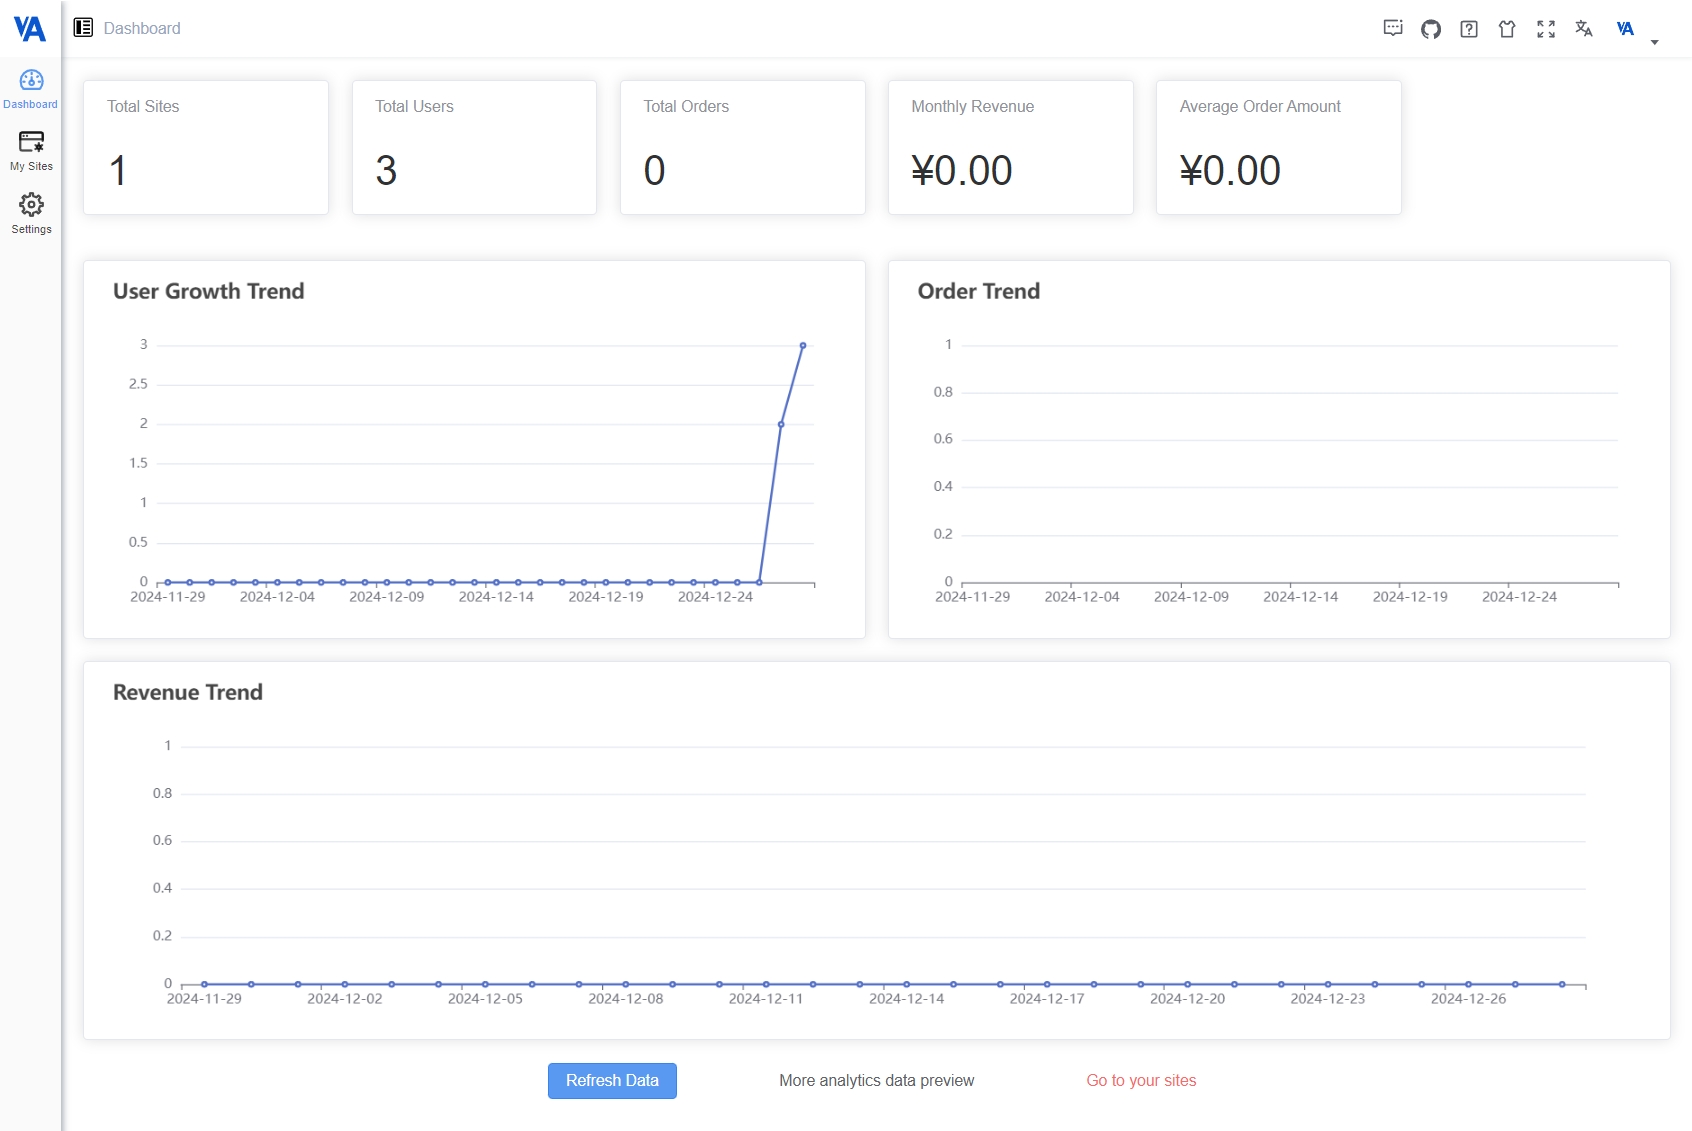 VA
Dashboard
VA
Dashboard
My Sites
Settings
Total Sites
1
Total Users
3
Total Orders
0
Monthly Revenue
¥0.00
Average Order Amount
¥0.00
User Growth Trend
3
2.5
2
1.5
1
0.5
0
2024-11-29 2024-12-04 2024-12-09 2024-12-14 2024-12-19 2024-12-24
Order Trend
1
0.8
0.6
0.4
0.2
0
2024-11-29 2024-12-04 2024-12-09 2024-12-14 2024-12-19 2024-12-24
Revenue Trend
1
0.8
0.6
0.4
0.2
0
2024-11-29 2024-12-02 2024-12-05 2024-12-08 2024-12-11 2024-12-14 2024-12-17 2024-12-20 2024-12-23 2024-12-26
Refresh Data
More analytics data preview
Go to your sites